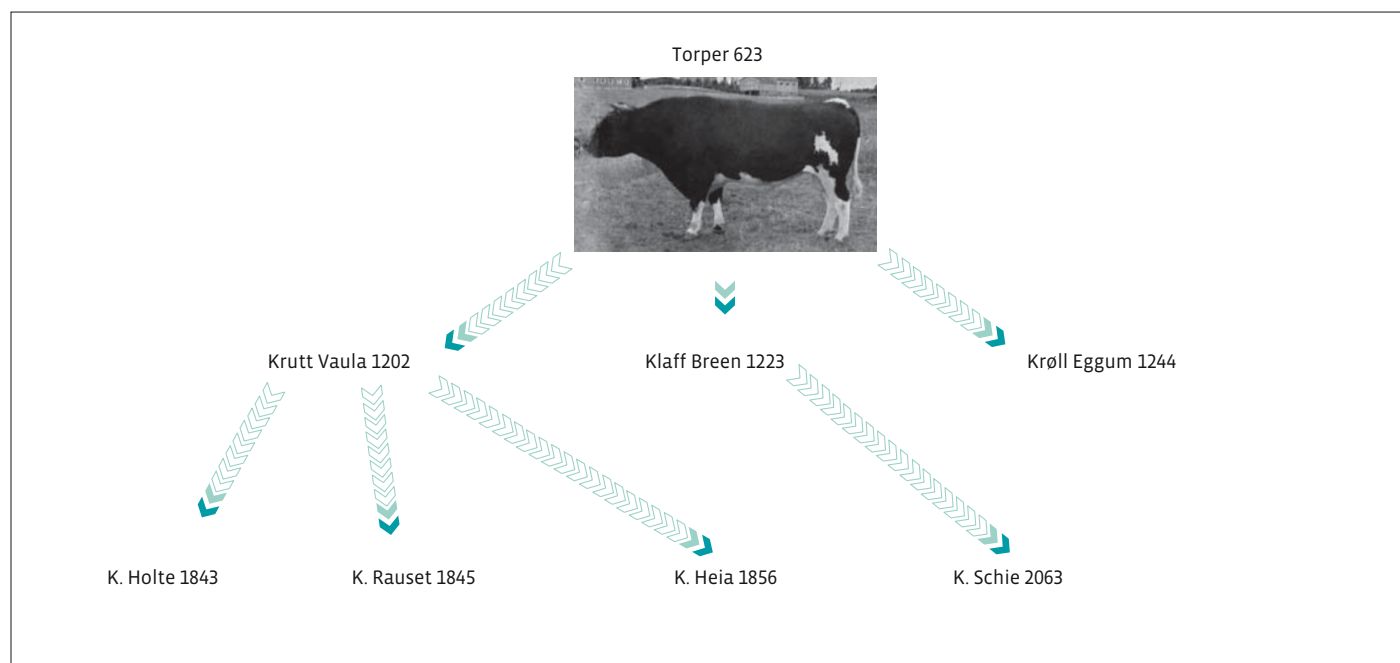 Torper 623
Krutt Vaula 1202
Klaff Breen 1223
Krøll Eggum 1244
K. Holte 1843
K. Rauset 1845
K. Heia 1856
K. Schie 2063